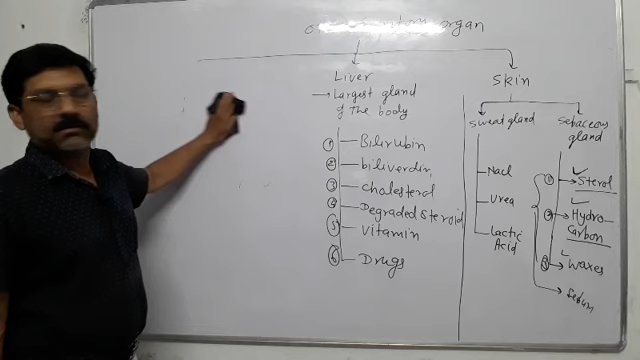 organ
Liver
→ Largest gland
of the body
① Bilirubin
② biliverdin
③ cholesterol
④ Degraded Steroid
⑤ Vitamin
⑥ Drugs
Skin
Sweat gland
NaCl
Urea
Lactic
Acid
Sebaceous
gland
① → Sterol
② → Hydro-
Carbon
③ → Waxes
→ Sebum